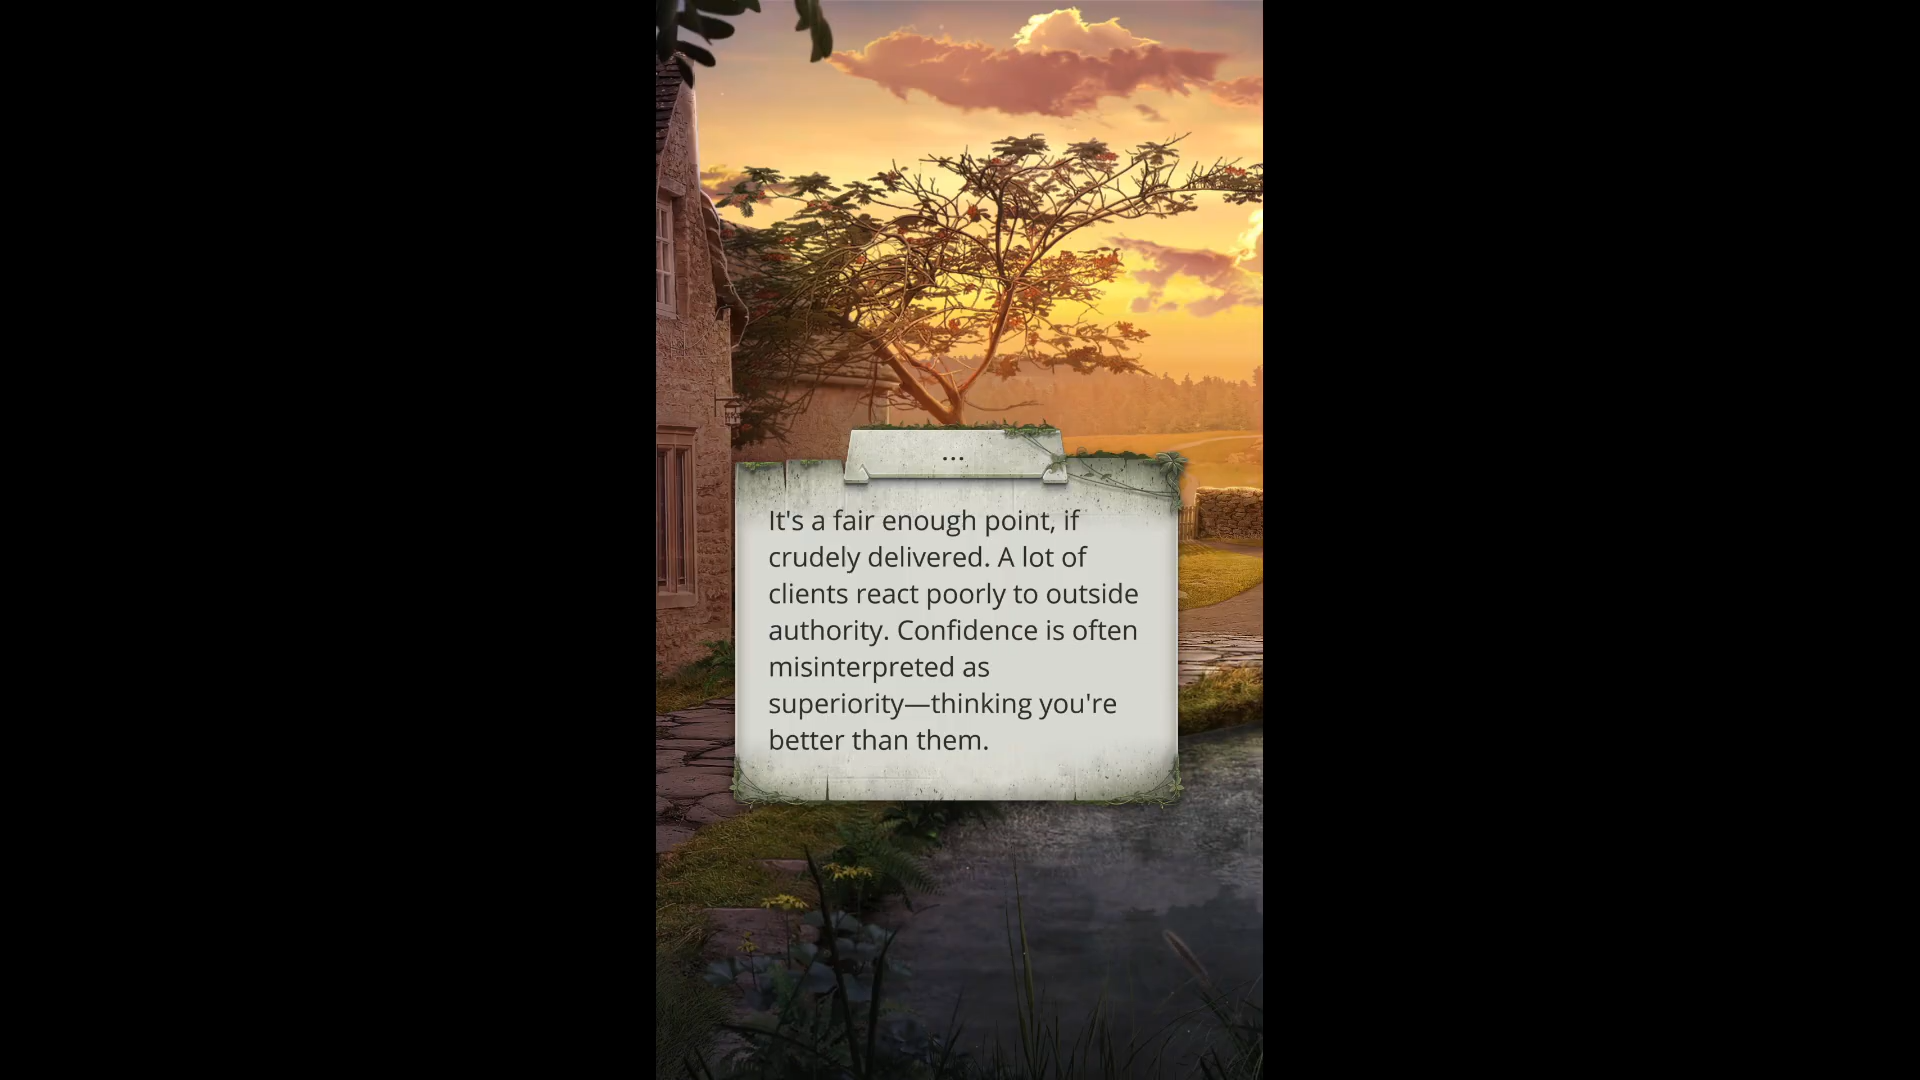 ...
It's a fair enough point, if
crudely delivered. A lot of
clients react poorly to outside
authority. Confidence is often
misinterpreted as
superiority—thinking you're
better than them.